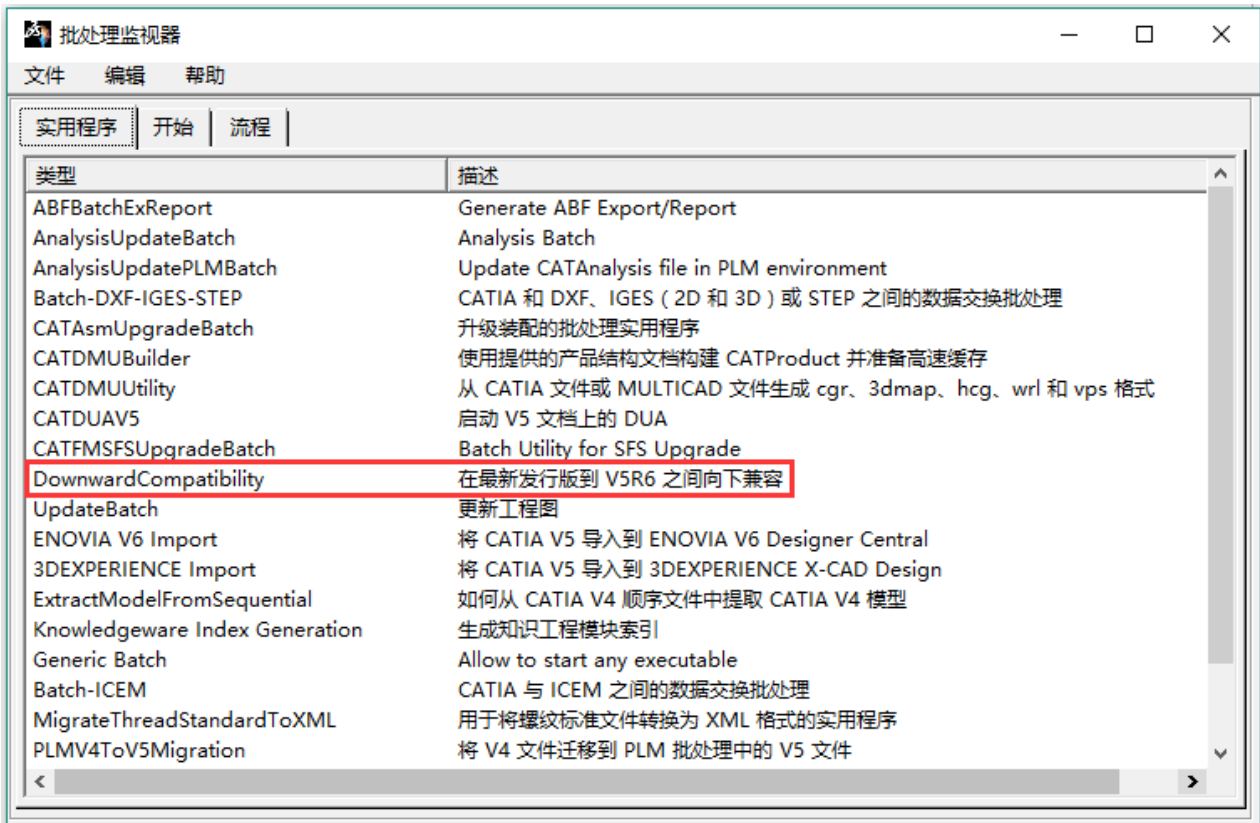 批处理监视器
文件 编辑 帮助
实用程序 开始 流程
类型 描述
ABFBatchExReport Generate ABF Export/Report
AnalysisUpdateBatch Analysis Batch
AnalysisUpdatePLMBatch Update CATAnalysis file in PLM environment
Batch-DXF-IGES-STEP CATIA 和 DXF、IGES（2D 和 3D）或 STEP 之间的数据交换批处理
CATAsmUpgradeBatch 升级装配的批处理实用程序
CATDMUBuilder 使用提供的产品结构文档构建 CATProduct 并准备高速缓存
CATDMUUtility 从 CATIA 文件或 MULTICAD 文件生成 cgr、3dmap、hcg、wrl 和 vps 格式
CATDUAV5 启动 V5 文档上的 DUA
CATFMSFSUpgradeBatch Batch Utility for SFS Upgrade
DownwardCompatibility 在最新发行版到 V5R6 之间向下兼容
UpdateBatch 更新工程图
ENOVIA V6 Import 将 CATIA V5 导入到 ENOVIA V6 Designer Central
3DEXPERIENCE Import 将 CATIA V5 导入到 3DEXPERIENCE X-CAD Design
ExtractModelFromSequential 如何从 CATIA V4 顺序文件中提取 CATIA V4 模型
Knowledgeware Index Generation 生成知识工程模块索引
Generic Batch Allow to start any executable
Batch-ICEM CATIA 与 ICEM 之间的数据交换批处理
MigrateThreadStandardToXML 用于将螺纹标准文件转换为 XML 格式的实用程序
PLMV4ToV5Migration 将 V4 文件迁移到 PLM 批处理中的 V5 文件